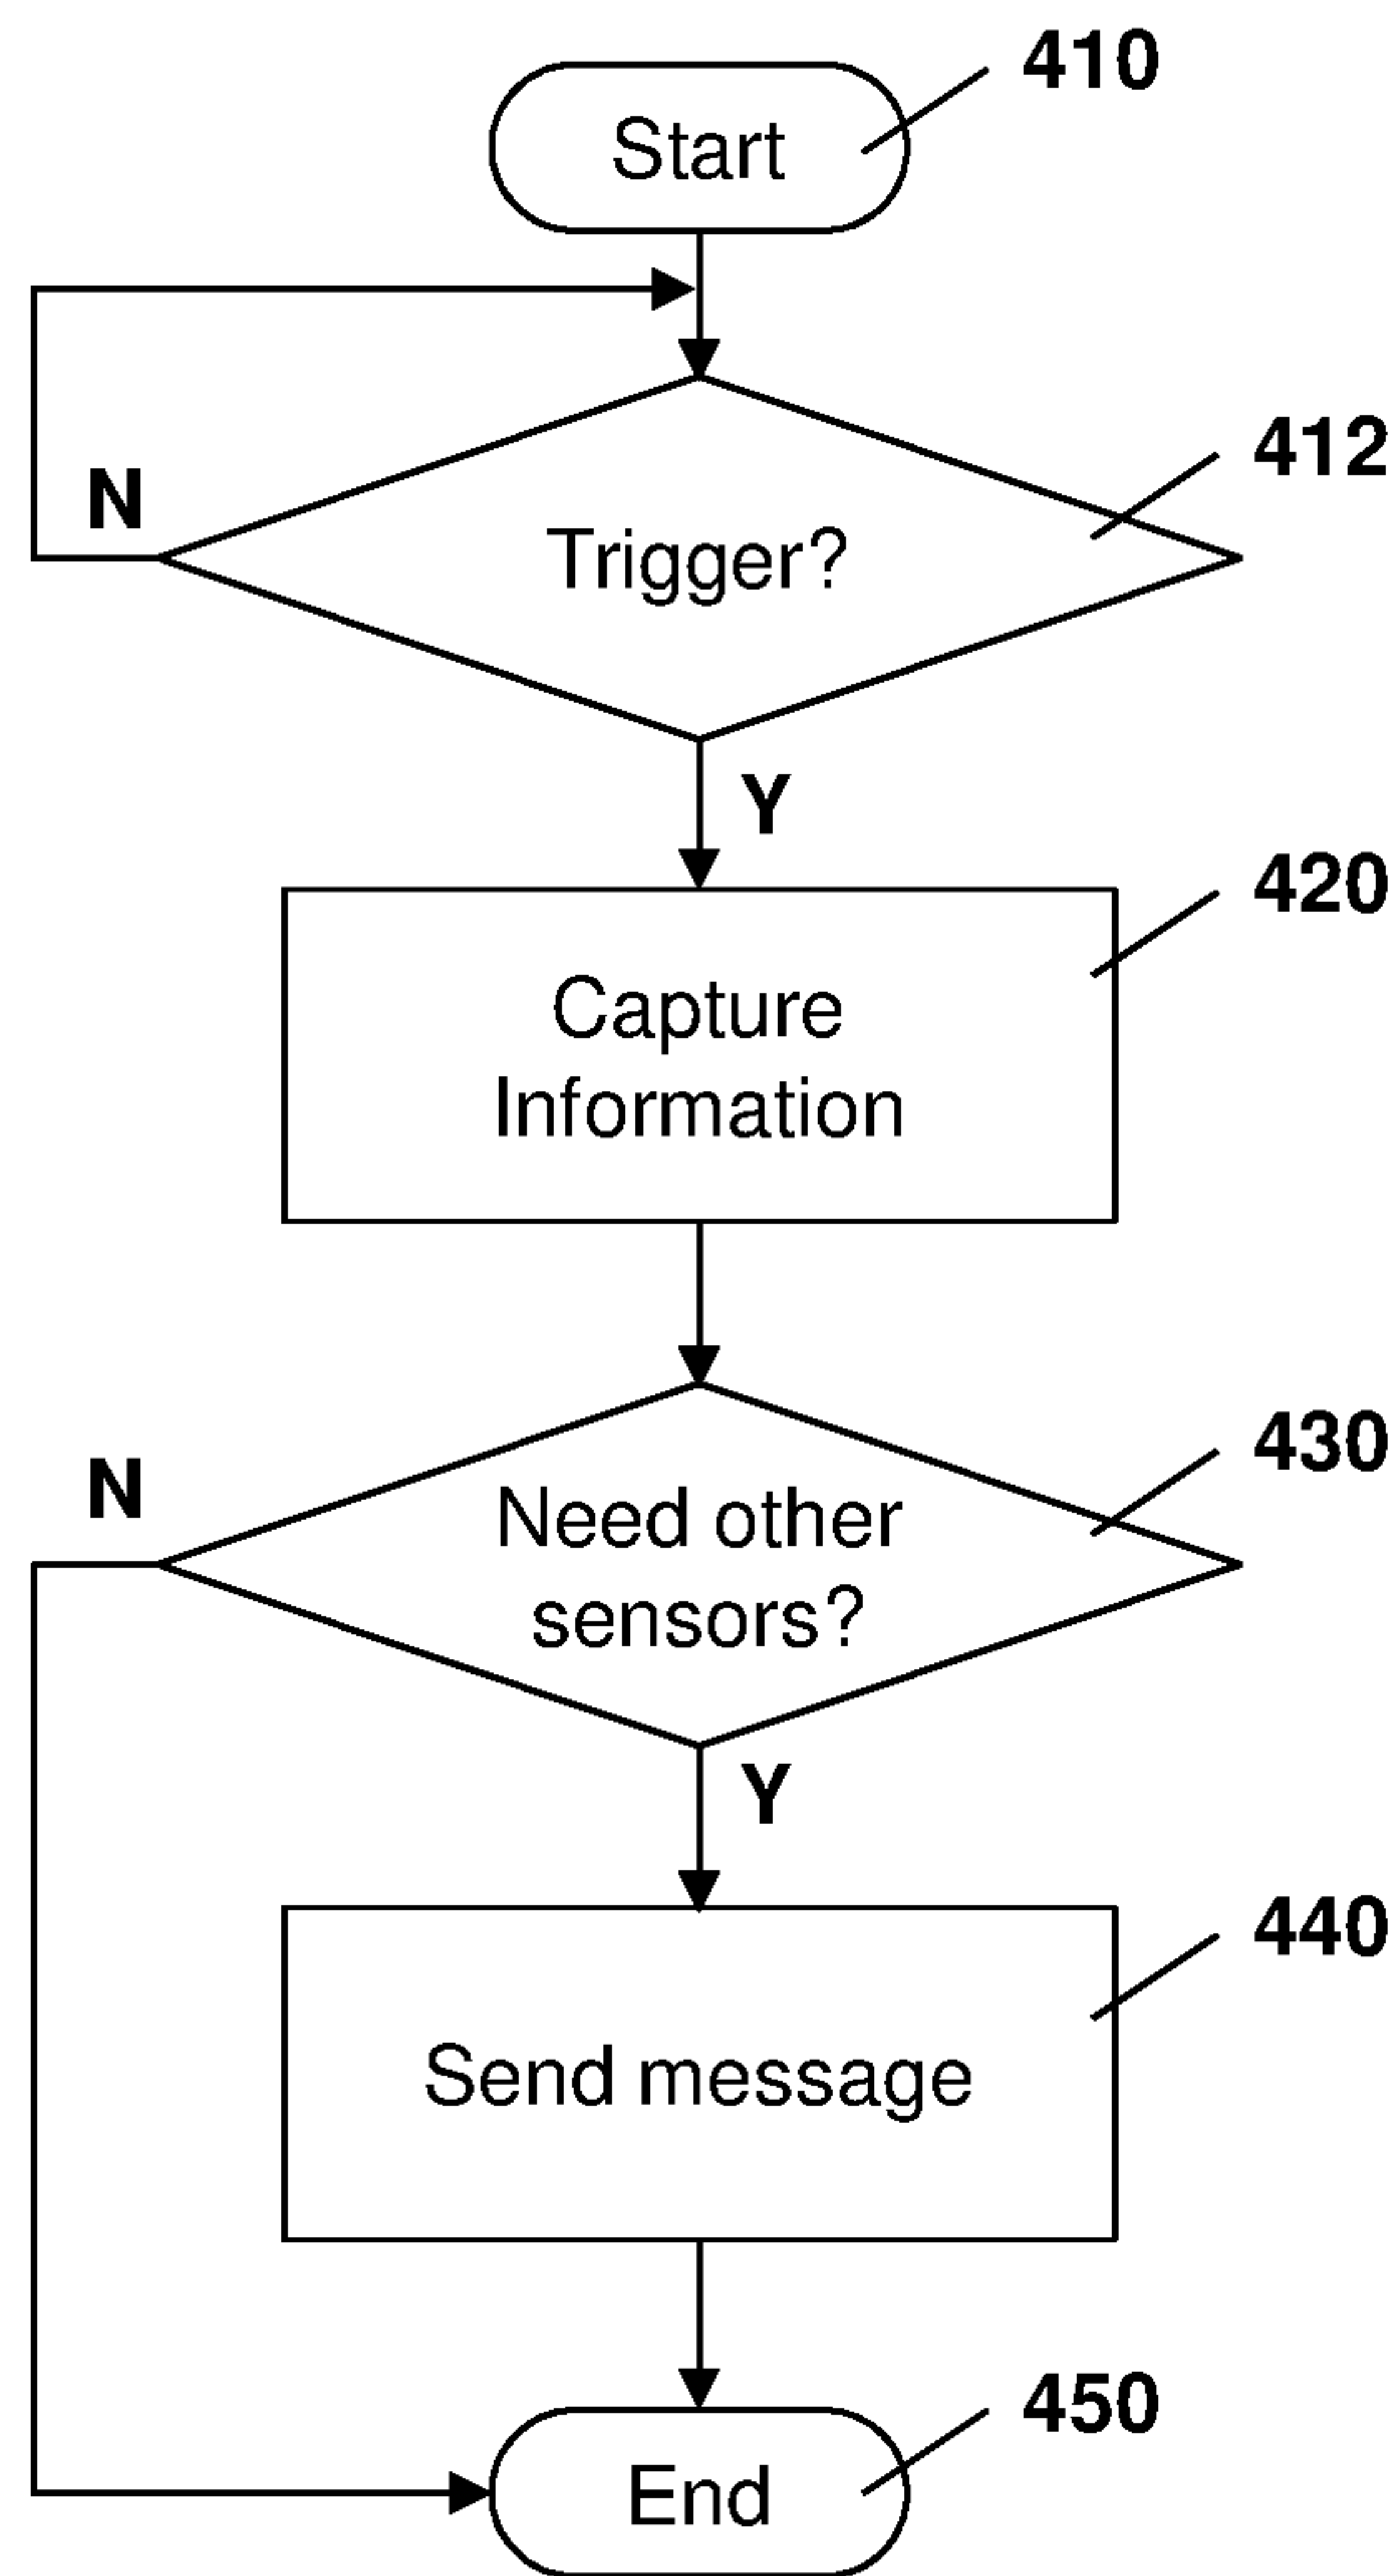 410
Start
412
N
Trigger?
Y
420
Capture
Information
430
N
Need other
sensors?
Y
440
Send message
450
End